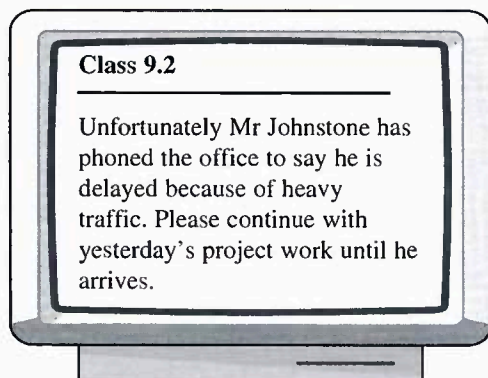 Class 9.2
Unfortunately Mr Johnstone has
phoned the office to say he is
delayed because of heavy
traffic. Please continue with
yesterday's project work until he
arrives.